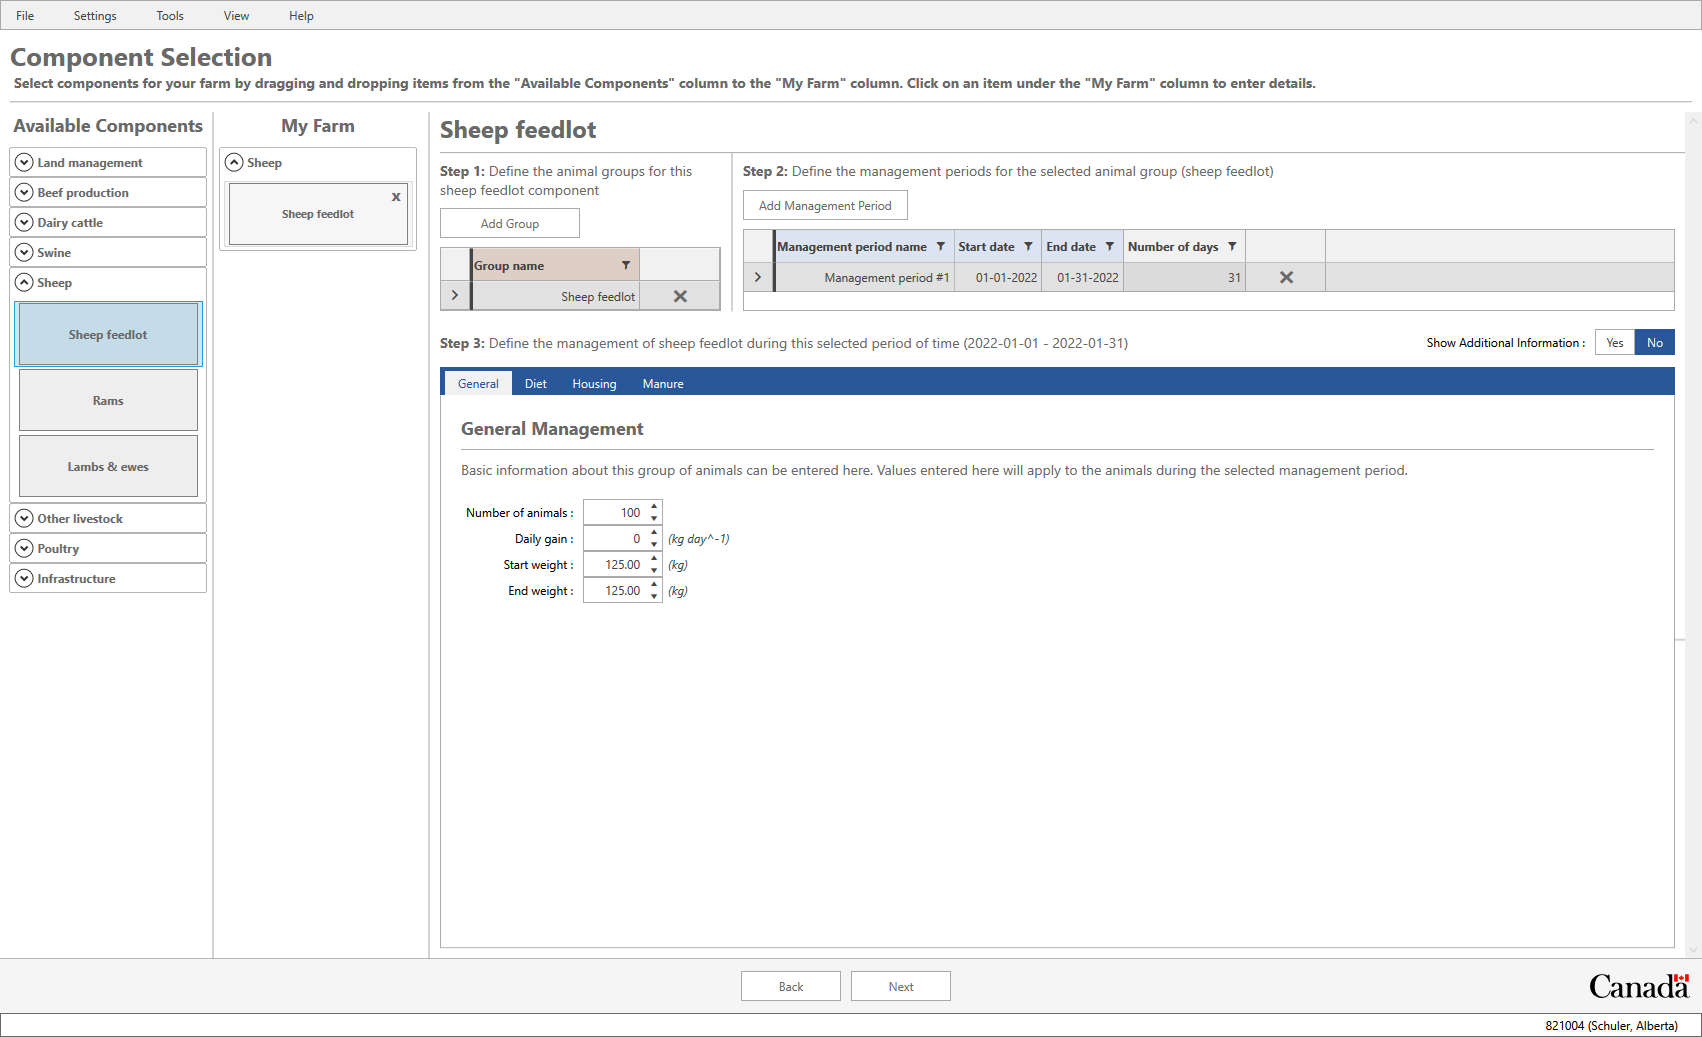 File Settings Tools View Help
Component Selection
Select components for your farm by dragging and dropping items from the "Available Components" column to the "My Farm" column. Click on an item under the "My Farm" column to enter details.
Available Components
Land management
Beef production
Dairy cattle
Swine
Sheep
Sheep feedlot
Rams
Lambs & ewes
Other livestock
Poultry
Infrastructure
My Farm
Sheep
x
Sheep feedlot
Sheep feedlot
Step 1: Define the animal groups for this
sheep feedlot component
Add Group
Group name
Sheep feedlot
Step 2: Define the management periods for the selected animal group (sheep feedlot)
Add Management Period
Management period name Start date End date Number of days
Management period #1 01-01-2022 01-31-2022 31
Step 3: Define the management of sheep feedlot during this selected period of time (2022-01-01 - 2022-01-31)
Show Additional Information : Yes No
General Diet Housing Manure
General Management
Basic information about this group of animals can be entered here. Values entered here will apply to the animals during the selected management period.
Number of animals : 100
Daily gain : 0 (kg day^-1)
Start weight : 125.00 (kg)
End weight : 125.00 (kg)
Back Next
Canada
821004 (Schuler, Alberta)